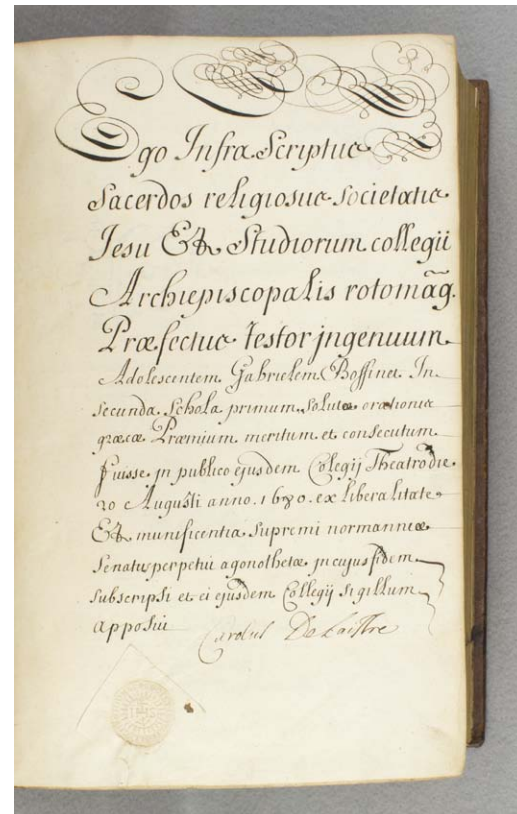 Ego Infra Scriptus
Sacerdos religiosus Societatis
Jesu Et Studiorum collegii
Archiepiscopalis rotomãg.
Præfectus testor jngenuum
Adolescentem Gabrielem Boffinet In
secunda Schola primum solutæ orationis
græcæ Præmium meritum et consecutum
fuisse jn publico ejusdem Colegij Theatro die
20 Augusti anno. 1680. ex liberalitate
Et munificentia Supremi normanniæ
Senatus perpetui agonothetæ jn cujus fidem
subscripsi et ei ejusdem Collegij sigillum
apposui
Carolus De Laistre